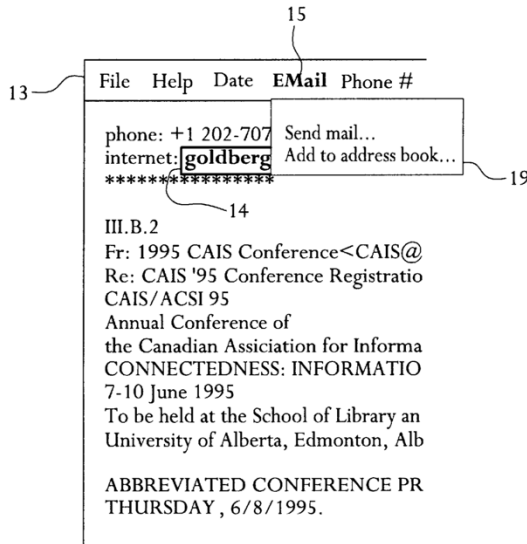 15
13
File Help Date EMail Phone #
phone: +1 202-707
Send mail...
internet: goldberg
Add to address book...
19
****************
14
III.B.2
Fr: 1995 CAIS Conference<CAIS@
Re: CAIS '95 Conference Registratio
CAIS/ACSI 95
Annual Conference of
the Canadian Assiciation for Informa
CONNECTEDNESS: INFORMATIO
7-10 June 1995
To be held at the School of Library an
University of Alberta, Edmonton, Alb
ABBREVIATED CONFERENCE PR
THURSDAY , 6/8/1995.